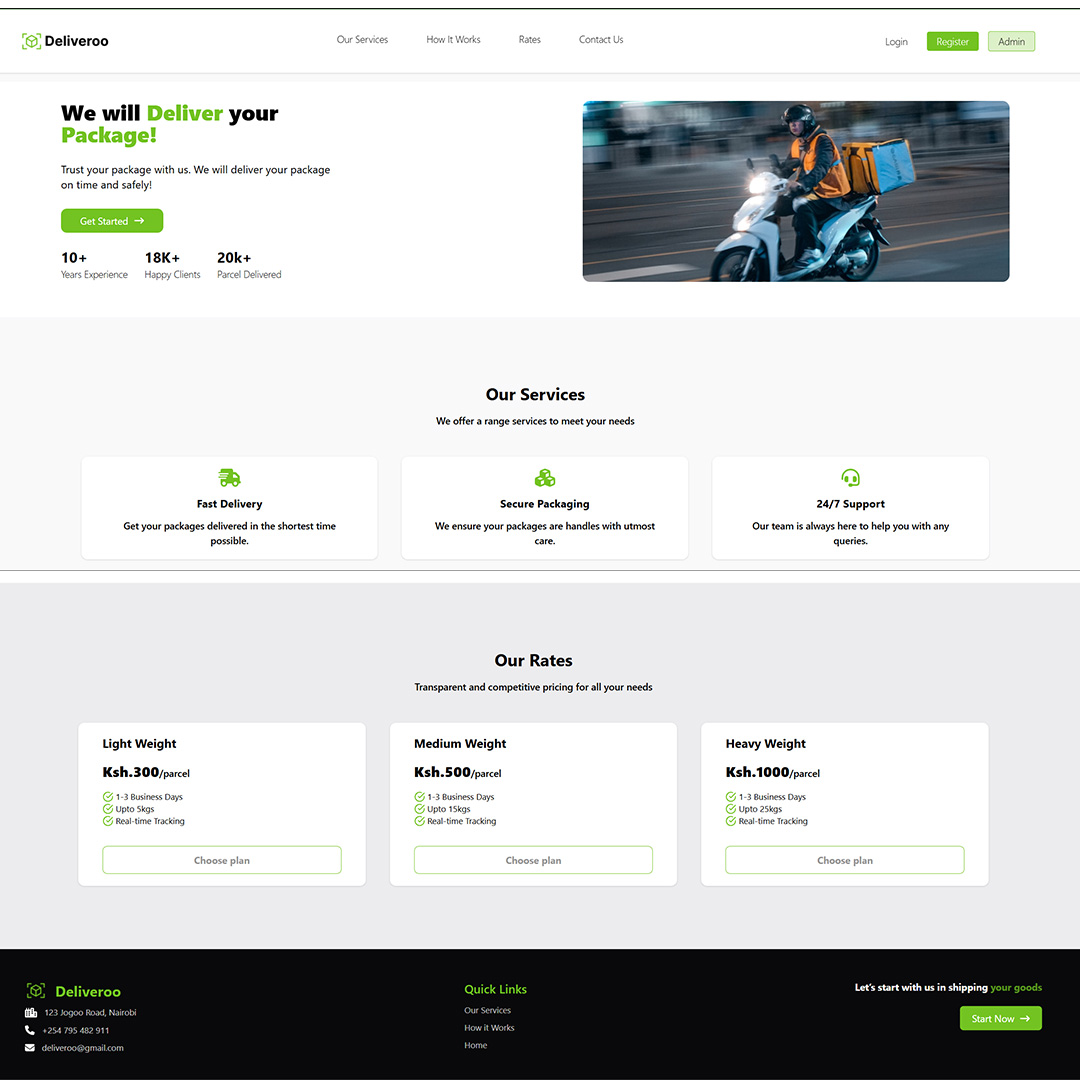 Deliveroo
Our Services
How It Works
Rates
Contact Us
Login
Register
Admin
We will Deliver your
Package!
Trust your package with us. We will deliver your package
on time and safely!
Get Started →
10+
Years Experience
18K+
Happy Clients
20k+
Parcel Delivered
Our Services
We offer a range services to meet your needs
Fast Delivery
Get your packages delivered in the shortest time
possible.
Secure Packaging
We ensure your packages are handles with utmost
care.
24/7 Support
Our team is always here to help you with any
queries.
Our Rates
Transparent and competitive pricing for all your needs
Light Weight
Ksh.300/parcel
1-3 Business Days
Upto 5kgs
Real-time Tracking
Choose plan
Medium Weight
Ksh.500/parcel
1-3 Business Days
Upto 15kgs
Real-time Tracking
Choose plan
Heavy Weight
Ksh.1000/parcel
1-3 Business Days
Upto 25kgs
Real-time Tracking
Choose plan
Deliveroo
123 Jogoo Road, Nairobi
+254 795 482 911
deliveroo@gmail.com
Quick Links
Our Services
How it Works
Home
Let's start with us in shipping your goods
Start Now →